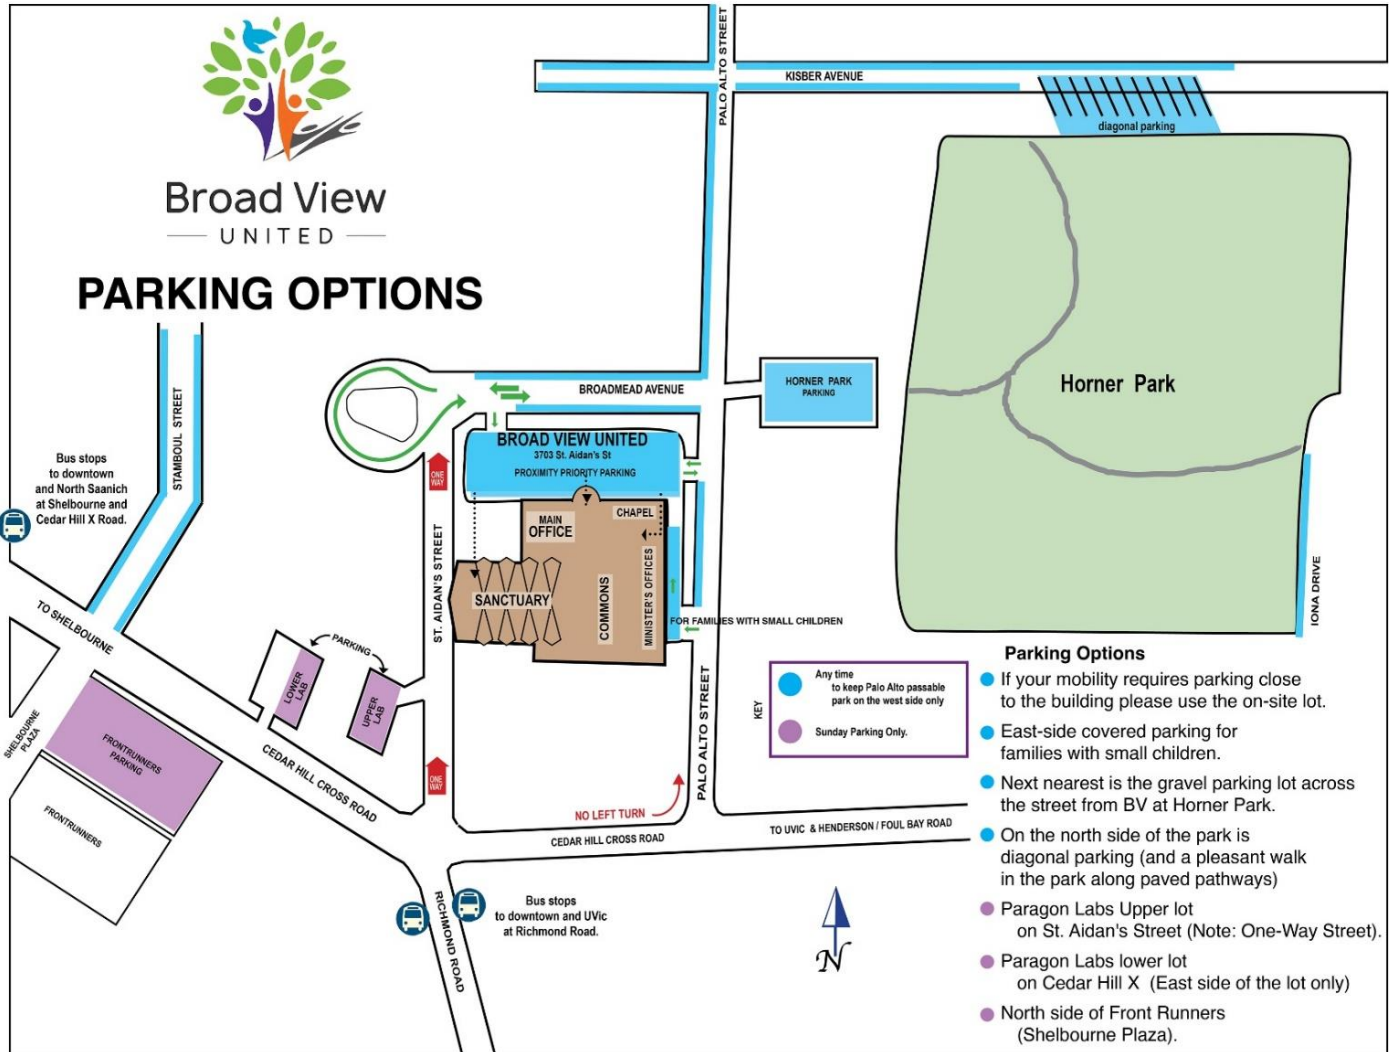 Broad View
UNITED
PARKING OPTIONS
PALO ALTO STREET
KISBER AVENUE
diagonal parking
Horner Park
HORNER PARK
PARKING
BROADMEAD AVENUE
BROAD VIEW UNITED
3703 St. Aidan's St
PROXIMITY PRIORITY PARKING
MAIN
OFFICE
CHAPEL
SANCTUARY
COMMONS
MINISTER'S OFFICES
FOR FAMILIES WITH SMALL CHILDREN
ONE
WAY
ST. AIDAN'S STREET
ONE
WAY
STAMBOUL STREET
Bus stops
to downtown
and North Saanich
at Shelbourne and
Cedar Hill X Road.
TO SHELBOURNE
PARKING
LOWER
LAB
UPPER
LAB
SHELBOURNE
PLAZA
FRONTRUNNERS
PARKING
FRONTRUNNERS
CEDAR HILL CROSS ROAD
NO LEFT TURN
PALO ALTO STREET
CEDAR HILL CROSS ROAD
TO UVIC & HENDERSON / FOUL BAY ROAD
RICHMOND ROAD
Bus stops
to downtown and UVic
at Richmond Road.
N
IONA DRIVE
KEY
Any time
to keep Palo Alto passable
park on the west side only
Sunday Parking Only.
Parking Options
If your mobility requires parking close
to the building please use the on-site lot.
East-side covered parking for
families with small children.
Next nearest is the gravel parking lot across
the street from BV at Horner Park.
On the north side of the park is
diagonal parking (and a pleasant walk
in the park along paved pathways)
Paragon Labs Upper lot
on St. Aidan's Street (Note: One-Way Street).
Paragon Labs lower lot
on Cedar Hill X (East side of the lot only)
North side of Front Runners
(Shelbourne Plaza).